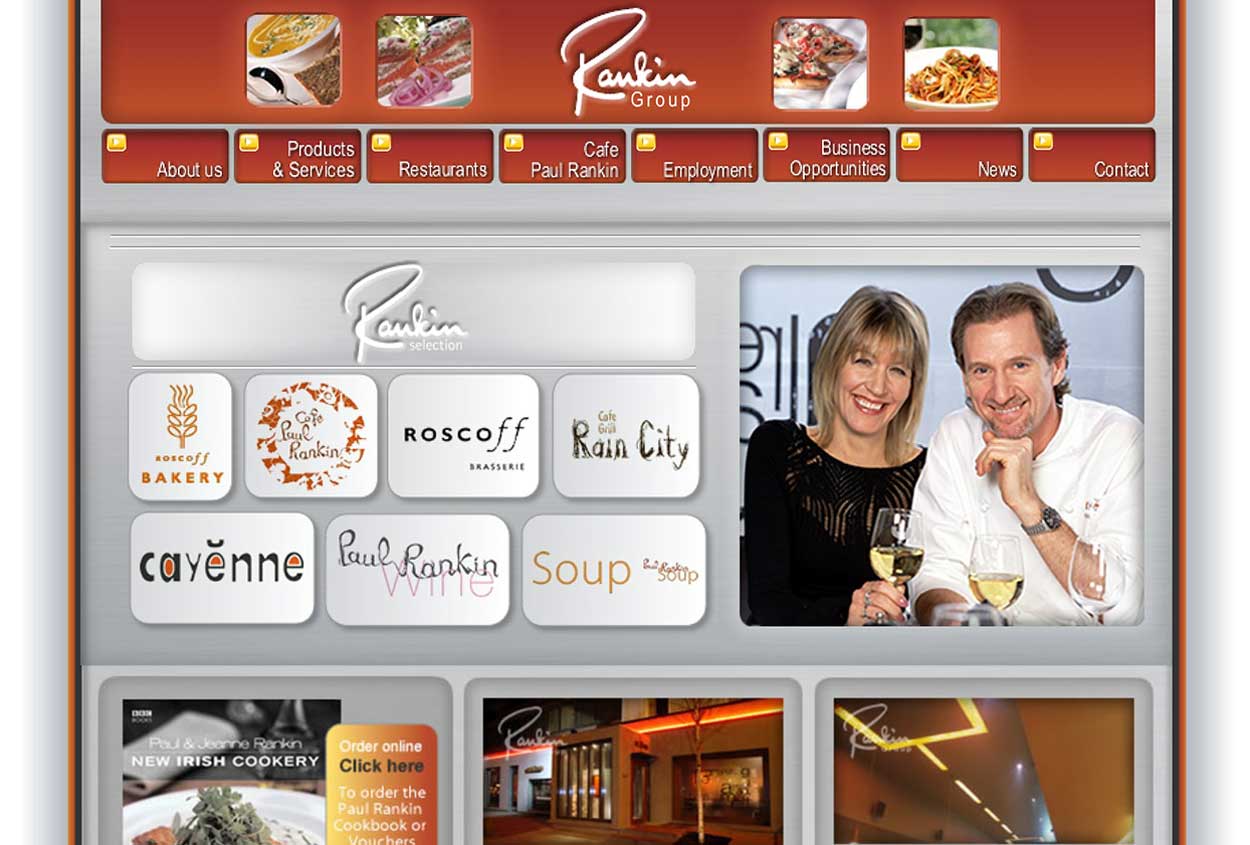 Rankin
Group
About us
Products
& Services
Restaurants
Cafe
Paul Rankin
Employment
Business
Opportunities
News
Contact
Rankin
selection
ROSCOff
BAKERY
Cafe
Paul
Rankin
ROSCOff
BRASSERIE
Cafe
Grill
Rain City
cayĕnne
Paul Rankin
Wine
Soup
Paul Rankin
Soup
BBC
BOOKS
Paul & Jeanne Rankin
NEW IRISH COOKERY
Order online
Click here
To order the
Paul Rankin
Cookbook or
Vouchers
Rankin
Rankin